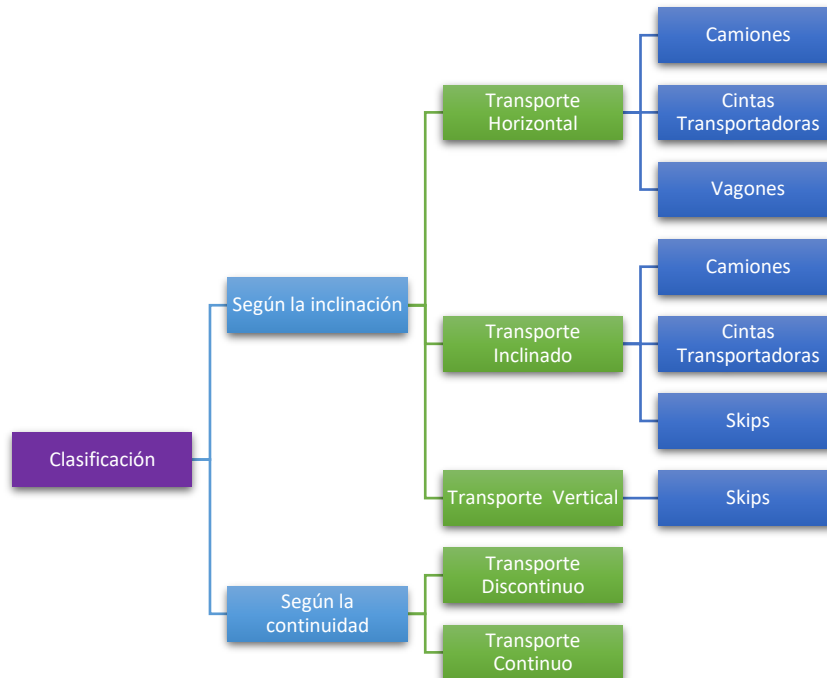 Clasificación
Según la inclinación
Transporte
Horizontal
Camiones
Cintas
Transportadoras
Vagones
Transporte
Inclinado
Camiones
Cintas
Transportadoras
Skips
Transporte Vertical
Skips
Según la
continuidad
Transporte
Discontinuo
Transporte
Continuo